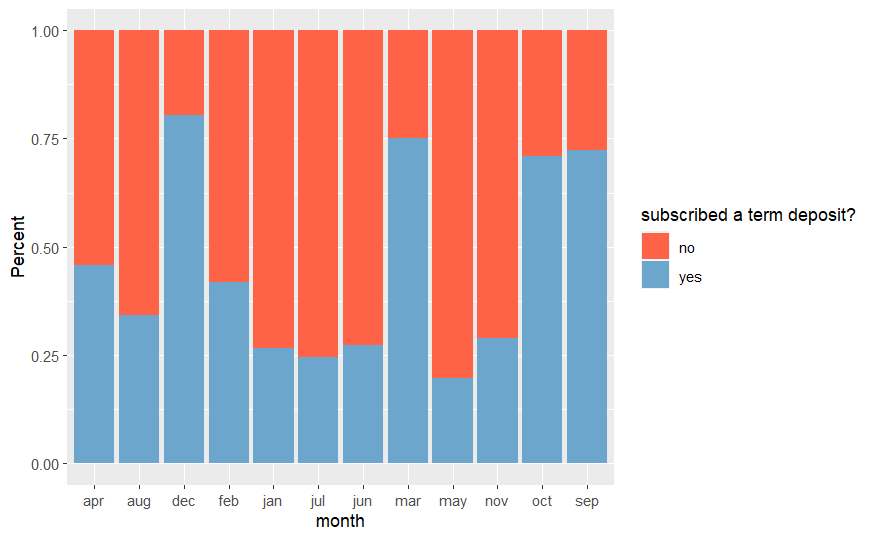 1.00
0.75
0.50
0.25
0.00
Percent
apr aug dec feb jan jul jun mar may nov oct sep
month
subscribed a term deposit?
no
yes